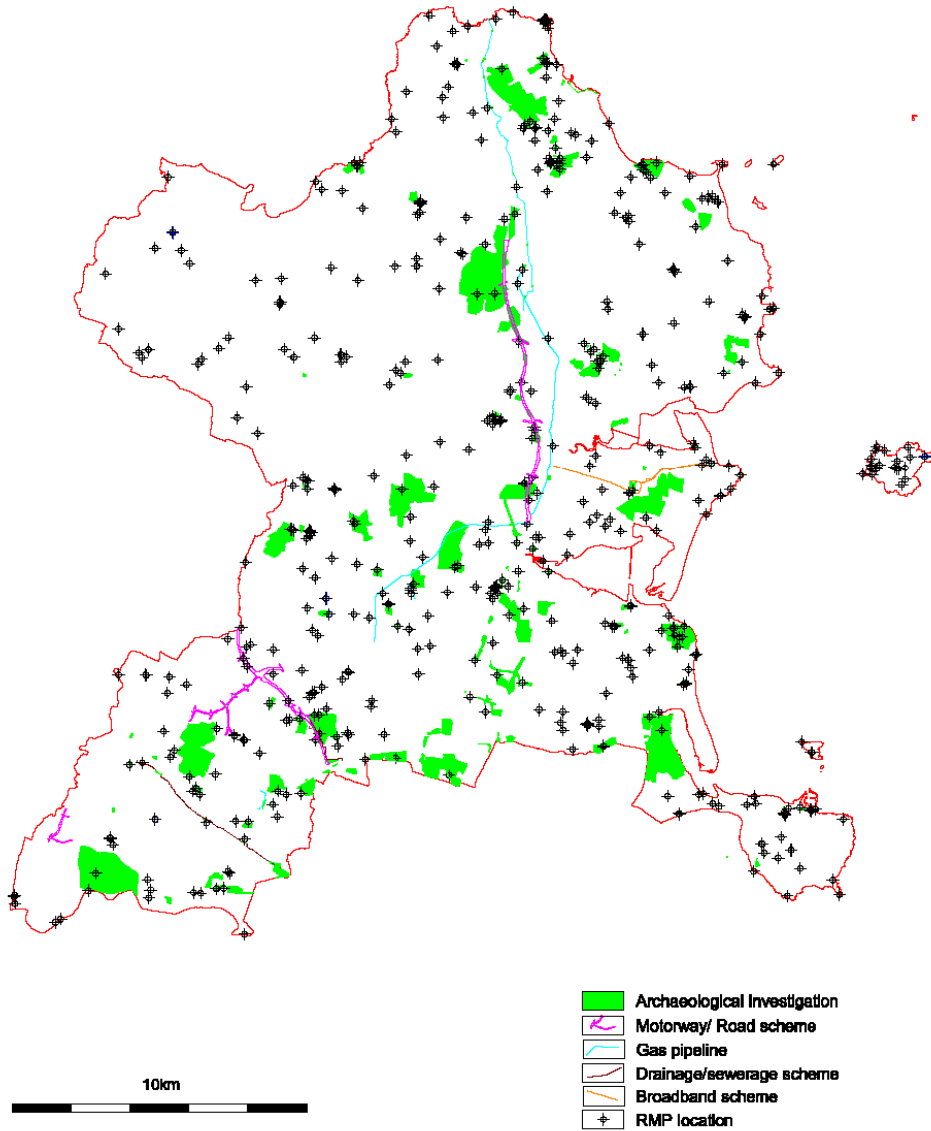 Archaeological Investigation
Motorway/ Road scheme
Gas pipeline
Drainage/sewerage scheme
Broadband scheme
RMP location
10km